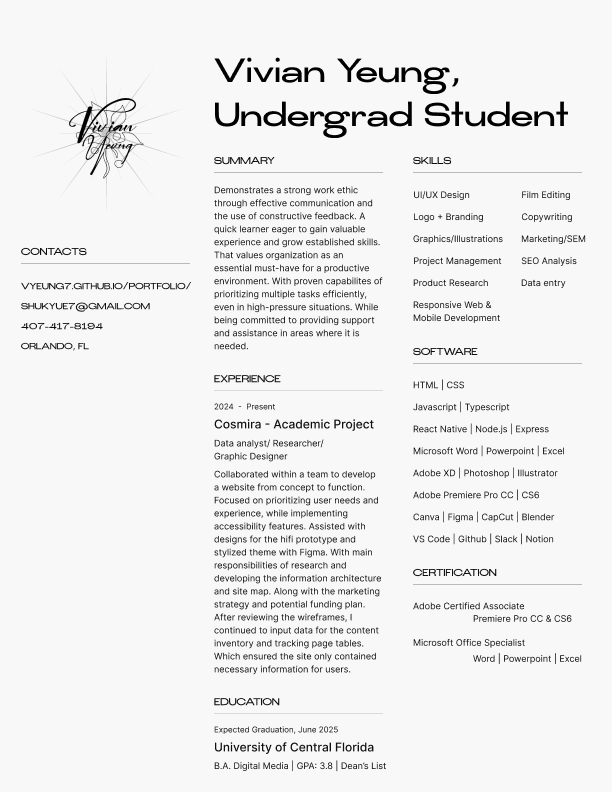 Vivian Yeung,
Undergrad Student
Vivian
Yeung
CONTACTS
VYEUNG7.GITHUB.IO/PORTFOLIO/
SHUKYUE7@GMAIL.COM
407-417-8194
ORLANDO, FL
SUMMARY
Demonstrates a strong work ethic
through effective communication and
the use of constructive feedback. A
quick learner eager to gain valuable
experience and grow established skills.
That values organization as an
essential must-have for a productive
environment. With proven capabilites of
prioritizing multiple tasks efficiently,
even in high-pressure situations. While
being committed to providing support
and assistance in areas where it is
needed.
EXPERIENCE
2024 - Present
Cosmira - Academic Project
Data analyst/ Researcher/
Graphic Designer
Collaborated within a team to develop
a website from concept to function.
Focused on prioritizing user needs and
experience, while implementing
accessibility features. Assisted with
designs for the hifi prototype and
stylized theme with Figma. With main
responsibilities of research and
developing the information architecture
and site map. Along with the marketing
strategy and potential funding plan.
After reviewing the wireframes, I
continued to input data for the content
inventory and tracking page tables.
Which ensured the site only contained
necessary information for users.
EDUCATION
Expected Graduation, June 2025
University of Central Florida
B.A. Digital Media | GPA: 3.8 | Dean's List
SKILLS
UI/UX Design
Logo + Branding
Graphics/Illustrations
Project Management
Product Research
Responsive Web &
Mobile Development
Film Editing
Copywriting
Marketing/SEM
SEO Analysis
Data entry
SOFTWARE
HTML | CSS
Javascript | Typescript
React Native | Node.js | Express
Microsoft Word | Powerpoint | Excel
Adobe XD | Photoshop | Illustrator
Adobe Premiere Pro CC | CS6
Canva | Figma | CapCut | Blender
VS Code | Github | Slack | Notion
CERTIFICATION
Adobe Certified Associate
Premiere Pro CC & CS6
Microsoft Office Specialist
Word | Powerpoint | Excel